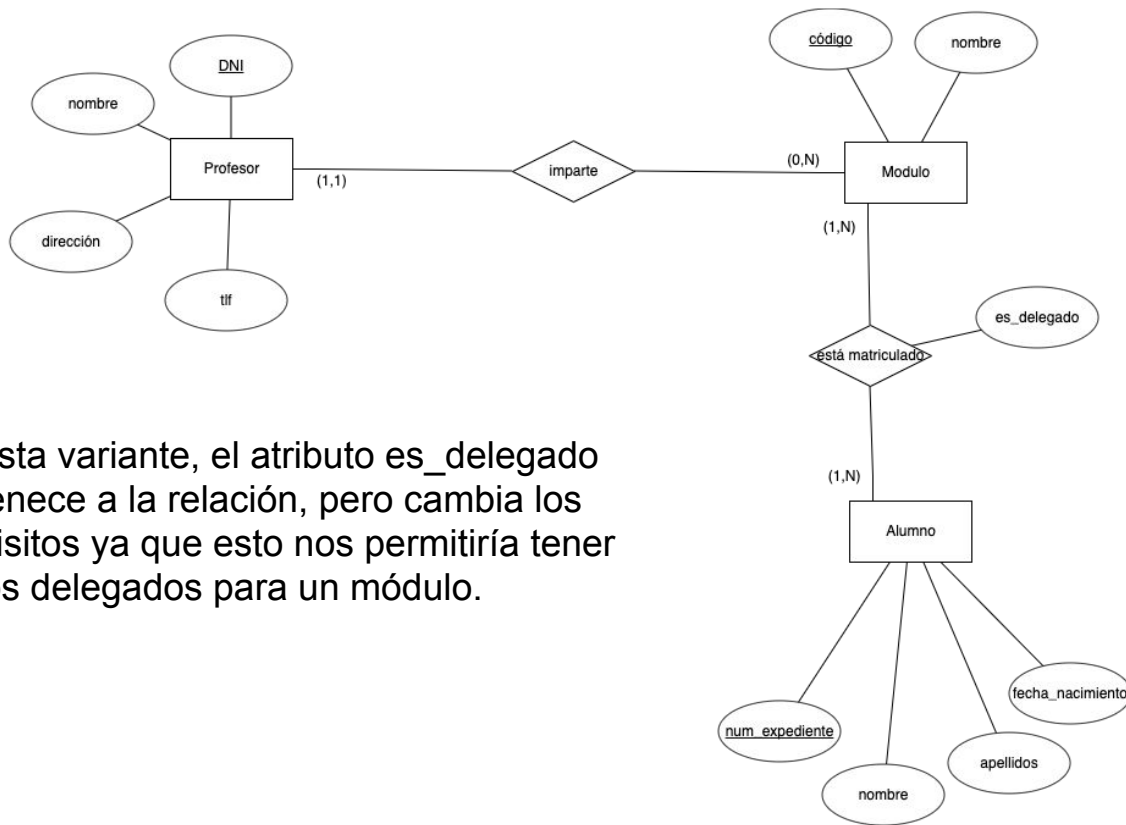 código
nombre
DNI
nombre
Profesor
(1,1)
imparte
(0,N)
Modulo
dirección
tlf
(1,N)
es_delegado
está matriculado
sta variante, el atributo es_delegado
enece a la relación, pero cambia los
isitos ya que esto nos permitiría tener
s delegados para un módulo.
(1,N)
Alumno
fecha_nacimiento
num_expediente
apellidos
nombre